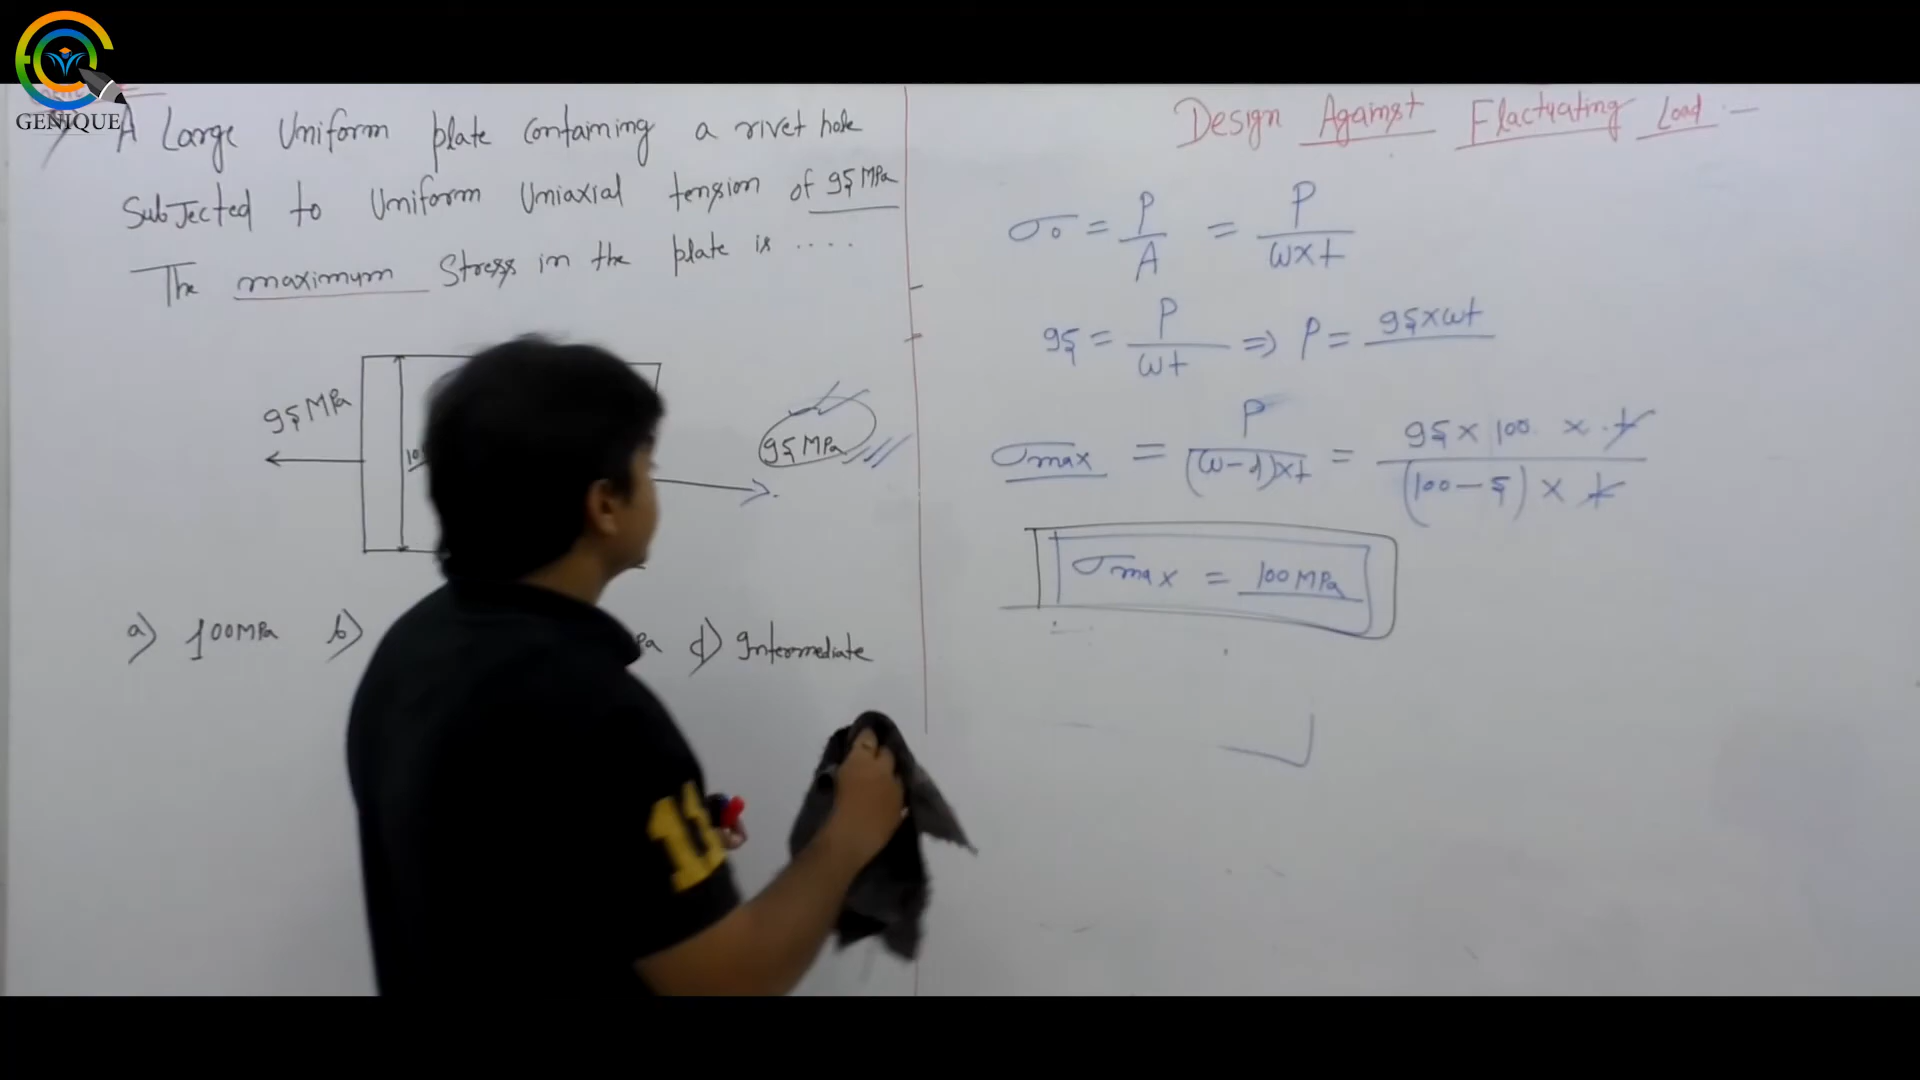 GENIQUE
A Large Uniform plate Containing a rivet hole
Subjected to Uniform Uniaxial tension of 95 MPa
The maximum Stress in the plate is ....
95 MPa
10
95 MPa
a) 100MPa b) Pa d) Intermediate
Design Against Flactuating Load :-
σo = P/A = P/(w×t)
95 = P/(wt) ⇒ P = 95×wt
σmax = P/((w-d)×t) = (95 × 100 × t)/((100-5) × t)
σmax = 100 MPa